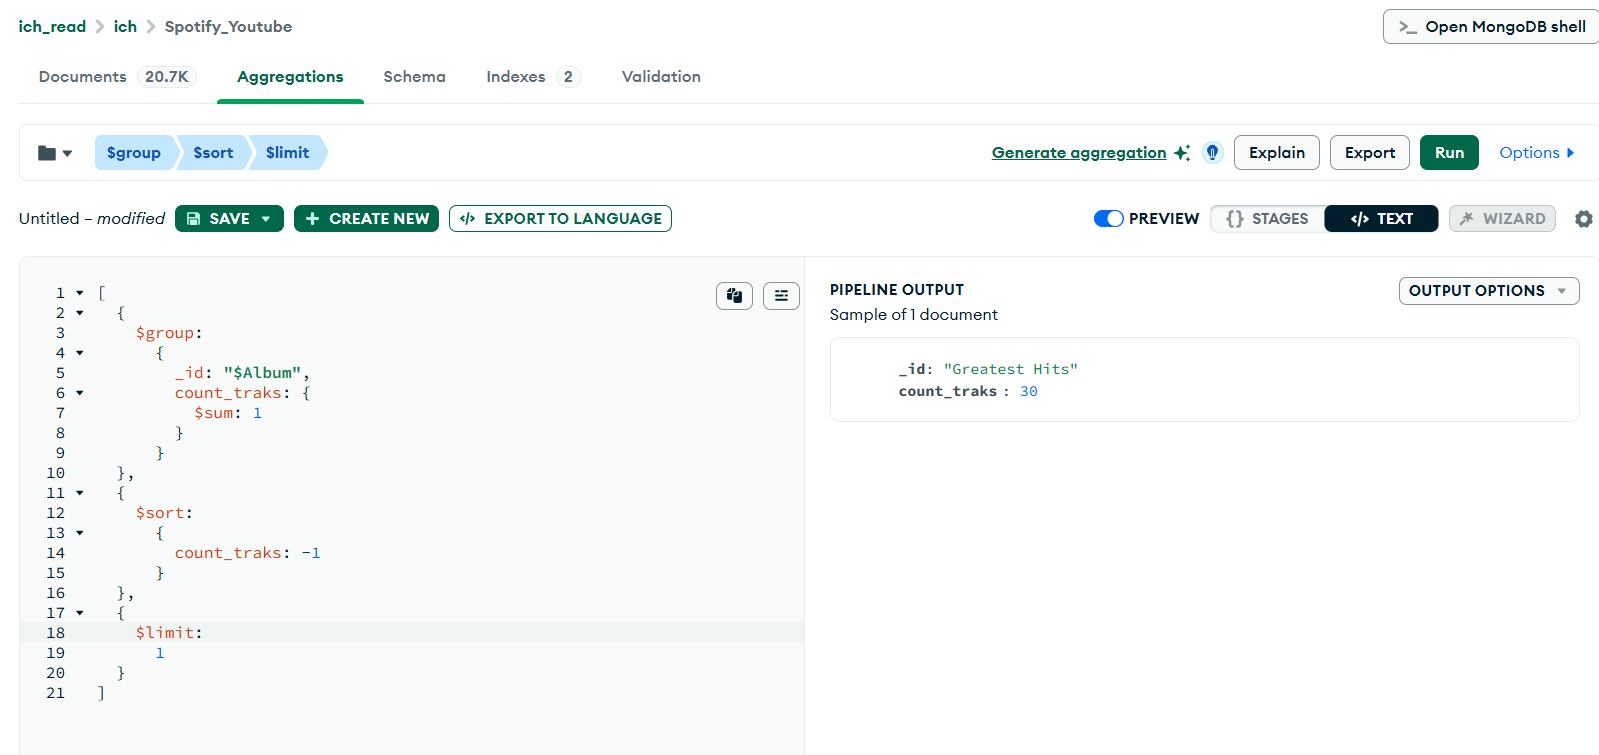 ich_read > ich > Spotify_Youtube
>_ Open MongoDB shell
Documents 20.7K Aggregations Schema Indexes 2 Validation
$group $sort $limit
Generate aggregation Explain Export Run Options
Untitled – modified SAVE + CREATE NEW </> EXPORT TO LANGUAGE
PREVIEW {} STAGES </> TEXT WIZARD
1 [
2 {
3 $group:
4 {
5 _id: "$Album",
6 count_traks: {
7 $sum: 1
8 }
9 }
10 },
11 {
12 $sort:
13 {
14 count_traks: -1
15 }
16 },
17 {
18 $limit:
19 1
20 }
21 ]
PIPELINE OUTPUT
Sample of 1 document
OUTPUT OPTIONS
_id: "Greatest Hits"
count_traks : 30